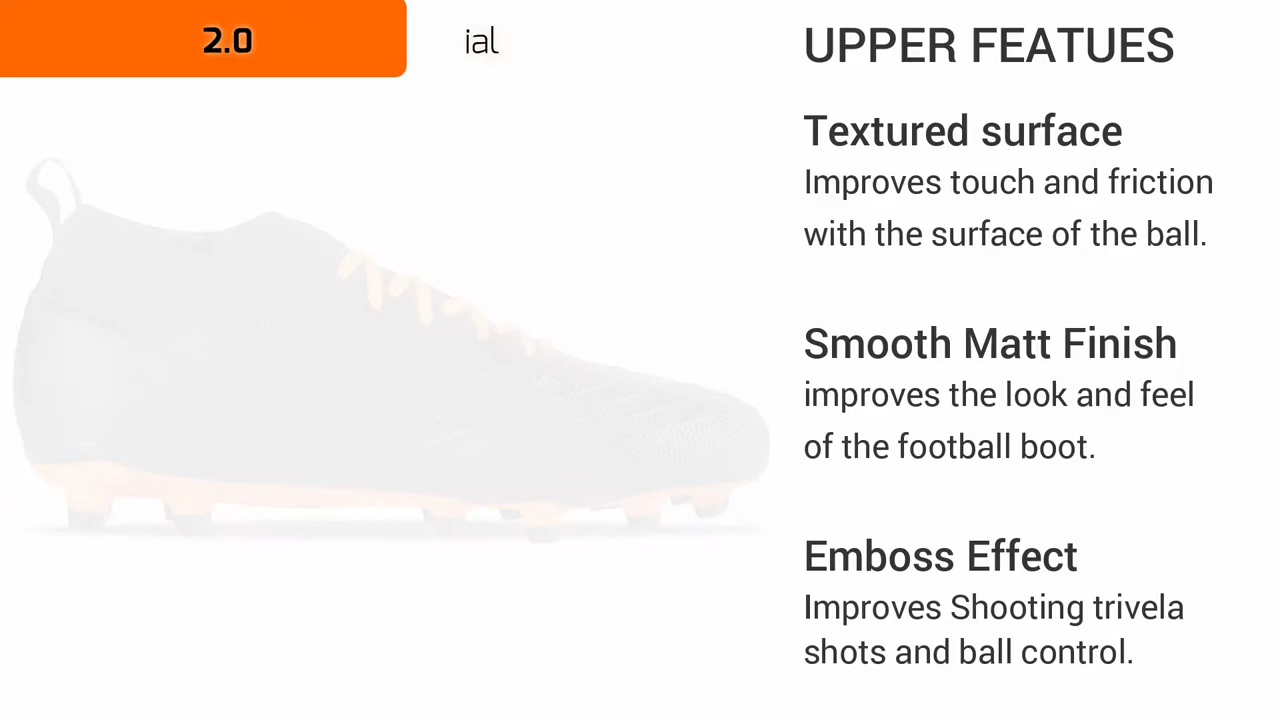 2.0
ial
UPPER FEATUES
Textured surface
Improves touch and friction
with the surface of the ball.
Smooth Matt Finish
improves the look and feel
of the football boot.
Emboss Effect
Improves Shooting trivela
shots and ball control.